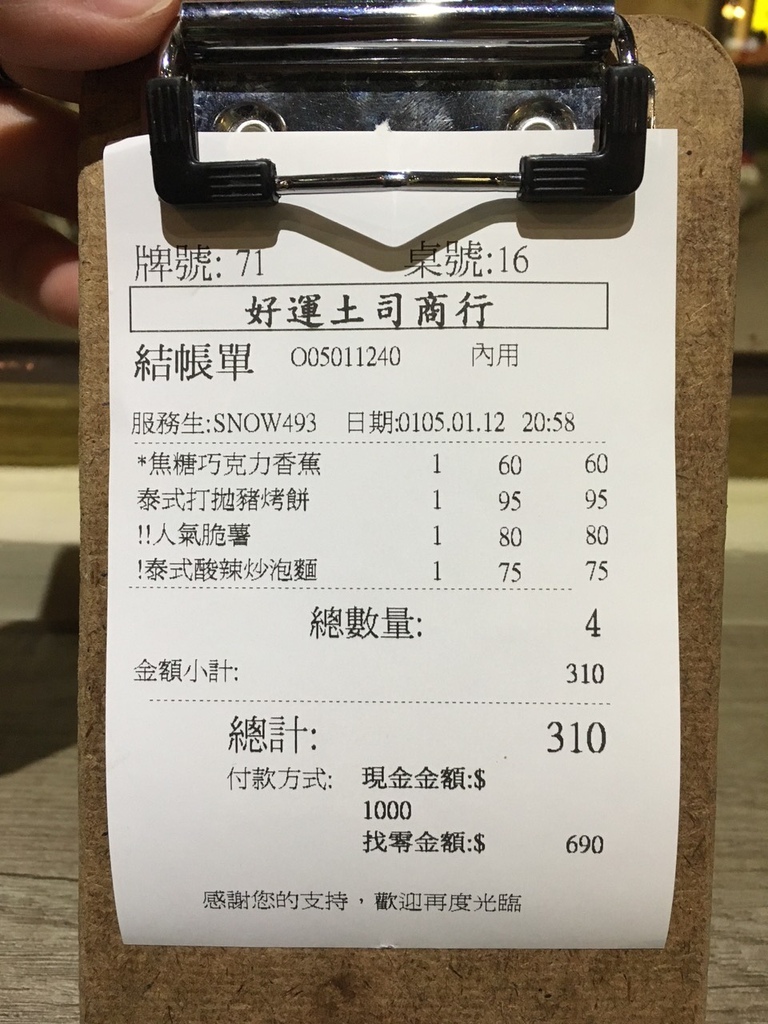 牌號: 71 桌號:16
好運土司商行
結帳單 O05011240 內用
服務生:SNOW493 日期:0105.01.12 20:58
*焦糖巧克力香蕉 1 60 60
泰式打拋豬烤餅 1 95 95
!!人氣脆薯 1 80 80
!泰式酸辣炒泡麵 1 75 75
總數量: 4
金額小計: 310
總計: 310
付款方式: 現金金額:$
1000
找零金額:$ 690
感謝您的支持，歡迎再度光臨